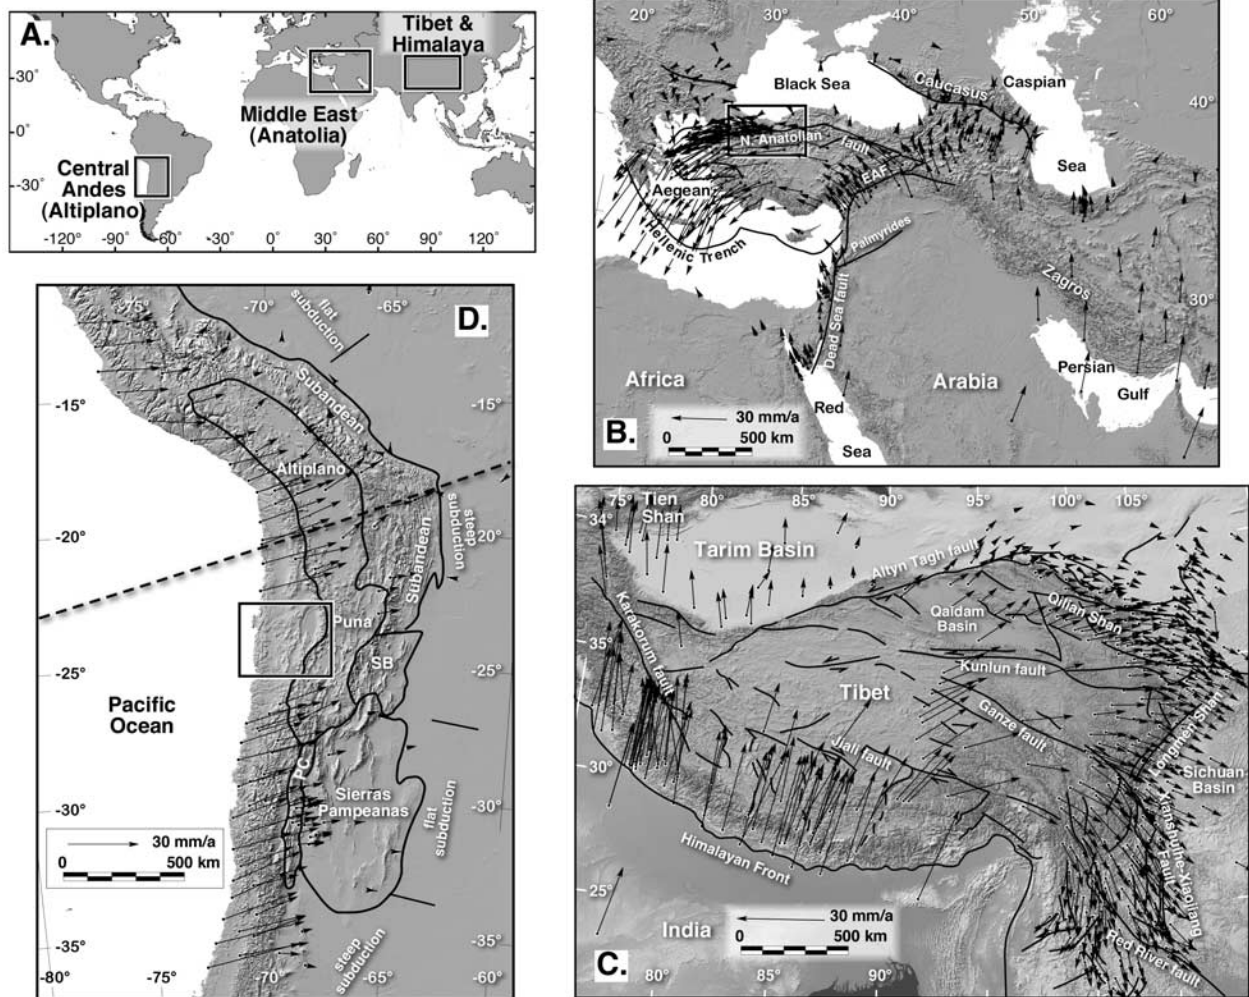 A.
Tibet &
Himalaya
30°
0°
-30°
Middle East
(Anatolia)
Central
Andes
(Altiplano)
-120°
-90°
-60°
-30°
0
30
60
90
120
B.
20°
30°
40°
50°
60°
40°
30°
Black Sea
Caucasus
Caspian
Sea
N. Anatolian
fault
EAF
Aegean
Hellenic Trench
Palmyrides
Dead Sea fault
Zagros
Africa
Arabia
Persian
Gulf
Red
Sea
30 mm/a
0
500 km
D.
-75°
-70°
-65°
flat
subduction
Subandean
-15°
-15°
Altiplano
steep
subduction
-20°
-20°
Subandean
Puna
SB
-25°
-25°
Pacific
Ocean
PC
Sierras
Pampeanas
flat
subduction
-30°
-30°
30 mm/a
0
500 km
-35°
-35°
steep
subduction
-80°
-75°
-70°
-65°
-60°
C.
75°
80°
85°
90°
95°
100°
105°
34°
Tien
Shan
Tarim Basin
Altyn Tagh fault
Karakorum fault
Qaidam
Basin
Qilian Shan
35°
Kunlun fault
Tibet
Ganze fault
Jiali fault
Longmen Shan
Sichuan
Basin
30°
Himalayan Front
Xianshuihe-Xiaojiang
Fault
25°
India
30 mm/a
0
500 km
Red River fault
80°
85°
90°